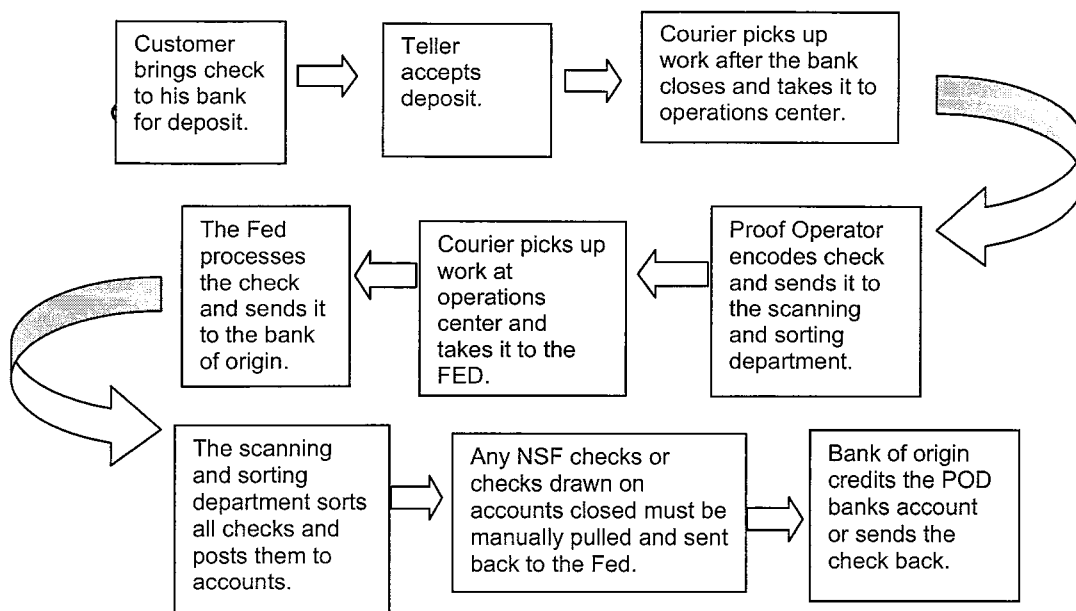 Customer
brings check
to his bank
for deposit.
Teller
accepts
deposit.
Courier picks up
work after the bank
closes and takes it to
operations center.
Proof Operator
encodes check
and sends it to
the scanning
and sorting
department.
Courier picks up
work at
operations
center and
takes it to the
FED.
The Fed
processes
the check
and sends it
to the bank
of origin.
The scanning
and sorting
department sorts
all checks and
posts them to
accounts.
Any NSF checks or
checks drawn on
accounts closed must be
manually pulled and sent
back to the Fed.
Bank of origin
credits the POD
banks account
or sends the
check back.